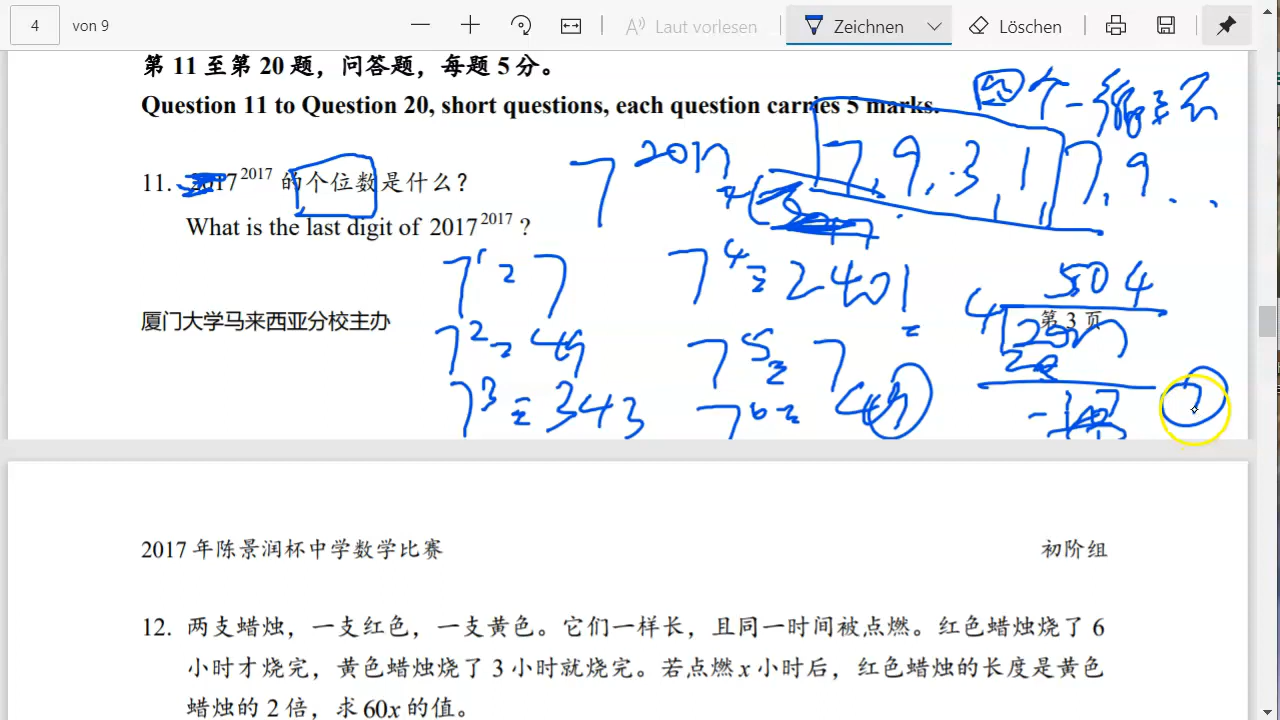 4 von 9 Laut vorlesen Zeichnen Löschen
第 11 至第 20 题，问答题，每题 5 分。
Question 11 to Question 20, short questions, each question carries 5 marks.
四个一循环
7, 9, 3, 1, 7, 9 . . .
7^2017
11. 2017^2017 的个位数是什么？
What is the last digit of 2017^2017 ?
7^1 = 7
7^2 = 49
7^3 = 343
7^4 = 2401
7^5 = 7
7^6 = 49
504
4
2017
20
17
厦门大学马来西亚分校主办
第 3 页
2017 年陈景润杯中学数学比赛 初阶组
12. 两支蜡烛，一支红色，一支黄色。它们一样长，且同一时间被点燃。红色蜡烛烧了 6
小时才烧完，黄色蜡烛烧了 3 小时就烧完。若点燃 x 小时后，红色蜡烛的长度是黄色
蜡烛的 2 倍，求 60x 的值。